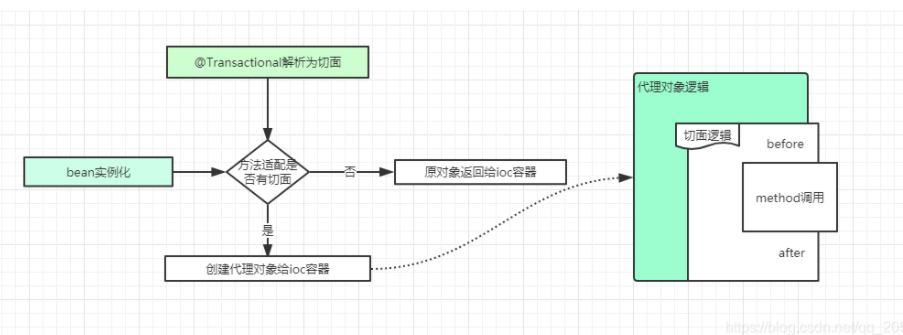 @Transactional解析为切面
bean实例化
方法适配是
否有切面
否
原对象返回给ioc容器
是
创建代理对象给ioc容器
代理对象逻辑
切面逻辑
before
method调用
after
https://blog.csdn.net/qq_205